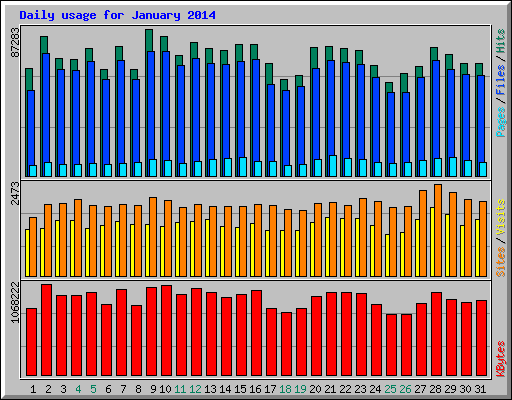 Daily usage for January 2014
87283
Pages / Files / Hits
2473
Sites / Visits
1068222
KBytes
1 2 3 4 5 6 7 8 9 10 11 12 13 14 15 16 17 18 19 20 21 22 23 24 25 26 27 28 29 30 31